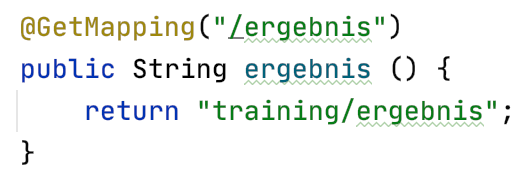 @GetMapping("/ergebnis")
public String ergebnis () {
    return "training/ergebnis";
}